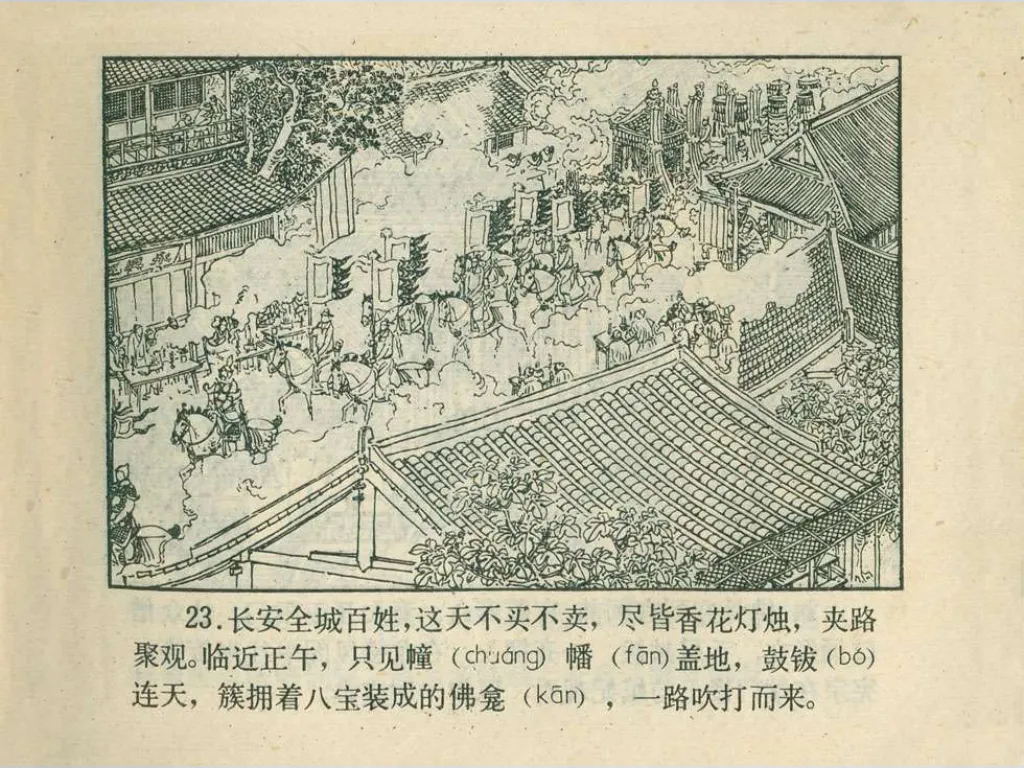 23.长安全城百姓，这天不买不卖，尽皆香花灯烛，夹路
聚观。临近正午，只见幢（chuáng）幡（fān）盖地，鼓钹（bó）
连天，簇拥着八宝装成的佛龛（kān），一路吹打而来。